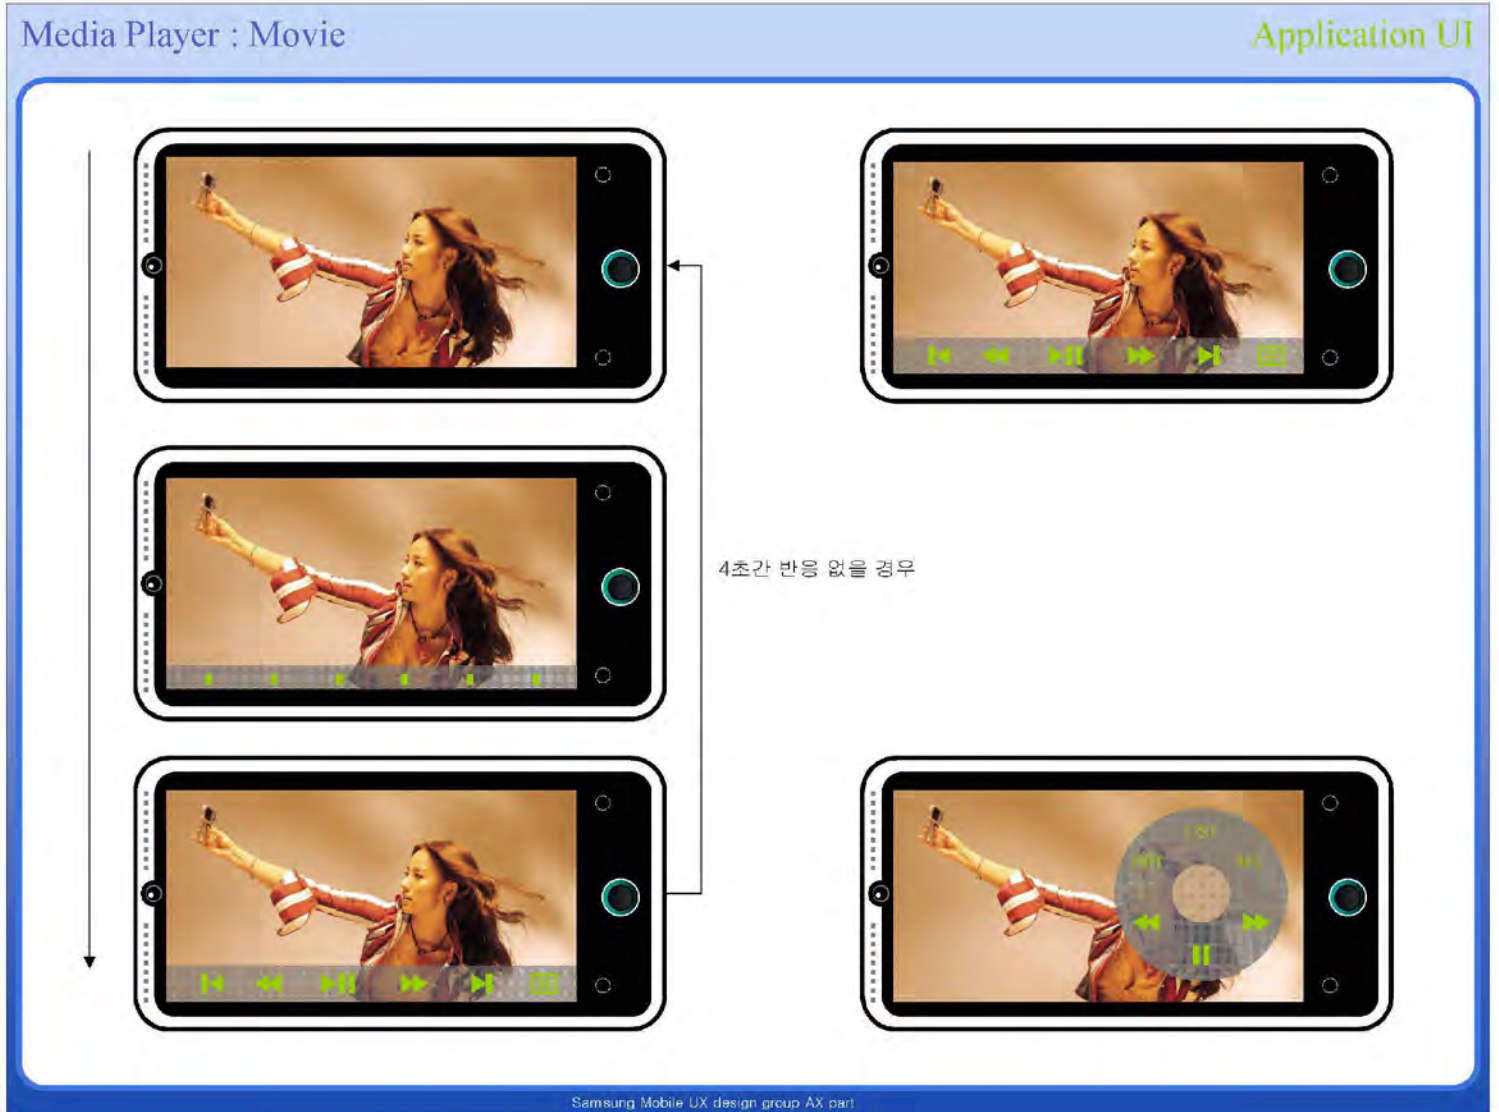 Media Player : Movie
Application UI
4초간 반응 없을 경우
LIST
Samsung Mobile UX design group AX part